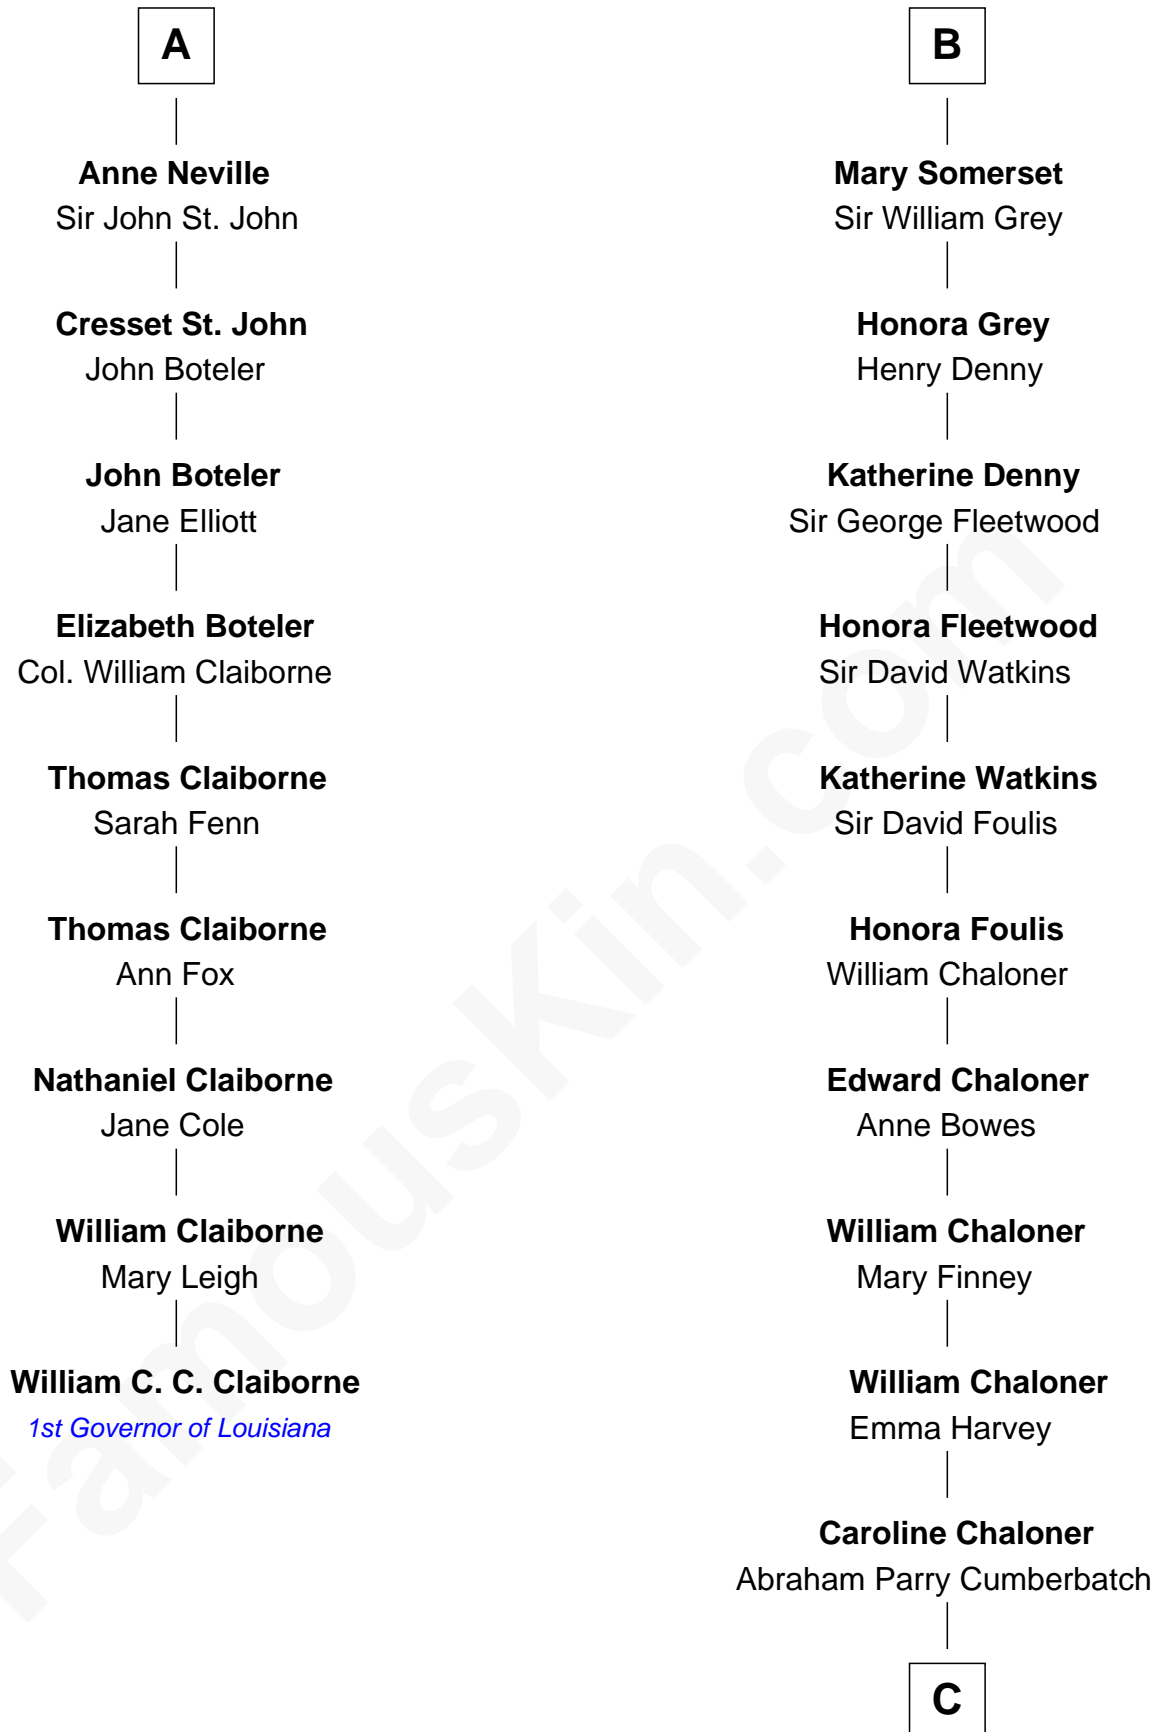 A
Anne Neville
Sir John St. John
Cresset St. John
John Boteler
John Boteler
Jane Elliott
Elizabeth Boteler
Col. William Claiborne
Thomas Claiborne
Sarah Fenn
Thomas Claiborne
Ann Fox
Nathaniel Claiborne
Jane Cole
William Claiborne
Mary Leigh
William C. C. Claiborne
1st Governor of Louisiana
B
Mary Somerset
Sir William Grey
Honora Grey
Henry Denny
Katherine Denny
Sir George Fleetwood
Honora Fleetwood
Sir David Watkins
Katherine Watkins
Sir David Foulis
Honora Foulis
William Chaloner
Edward Chaloner
Anne Bowes
William Chaloner
Mary Finney
William Chaloner
Emma Harvey
Caroline Chaloner
Abraham Parry Cumberbatch
C
FamousKin.com